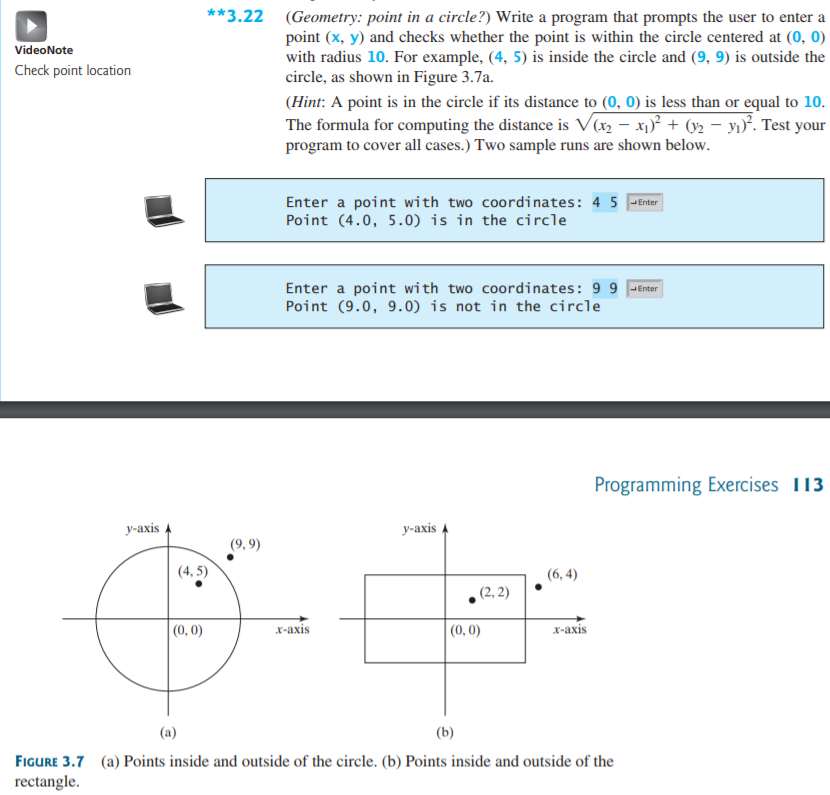 **3.22 (Geometry: point in a circle?) Write a program that prompts the user to enter a
point (x, y) and checks whether the point is within the circle centered at (0, 0)
with radius 10. For example, (4, 5) is inside the circle and (9, 9) is outside the
circle, as shown in Figure 3.7a.
VideoNote
Check point location
(Hint: A point is in the circle if its distance to (0, 0) is less than or equal to 10.
The formula for computing the distance is √(x₂ − x₁)² + (y₂ − y₁)². Test your
program to cover all cases.) Two sample runs are shown below.
Enter a point with two coordinates: 4 5 ↵Enter
Point (4.0, 5.0) is in the circle
Enter a point with two coordinates: 9 9 ↵Enter
Point (9.0, 9.0) is not in the circle
Programming Exercises 113
y-axis
(9, 9)
(4, 5)
(0, 0)
x-axis
(a)
y-axis
(6, 4)
(2, 2)
(0, 0)
x-axis
(b)
FIGURE 3.7 (a) Points inside and outside of the circle. (b) Points inside and outside of the
rectangle.